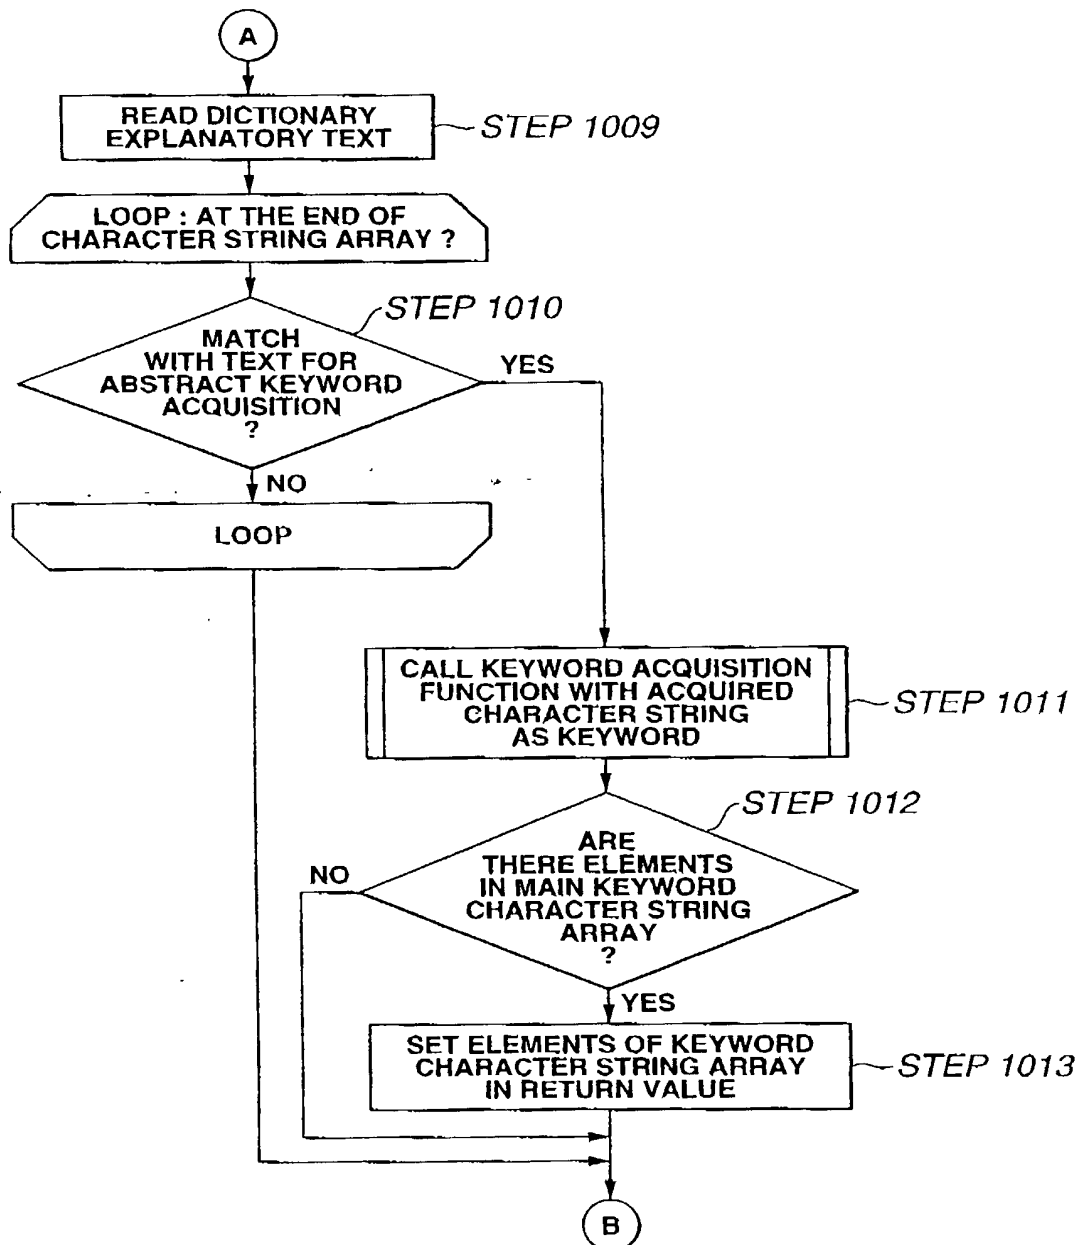 A
READ DICTIONARY
EXPLANATORY TEXT
STEP 1009
LOOP : AT THE END OF
CHARACTER STRING ARRAY ?
STEP 1010
MATCH
WITH TEXT FOR
ABSTRACT KEYWORD
ACQUISITION
?
YES
NO
LOOP
CALL KEYWORD ACQUISITION
FUNCTION WITH ACQUIRED
CHARACTER STRING
AS KEYWORD
STEP 1011
STEP 1012
ARE
THERE ELEMENTS
IN MAIN KEYWORD
CHARACTER STRING
ARRAY
?
NO
YES
SET ELEMENTS OF KEYWORD
CHARACTER STRING ARRAY
IN RETURN VALUE
STEP 1013
B